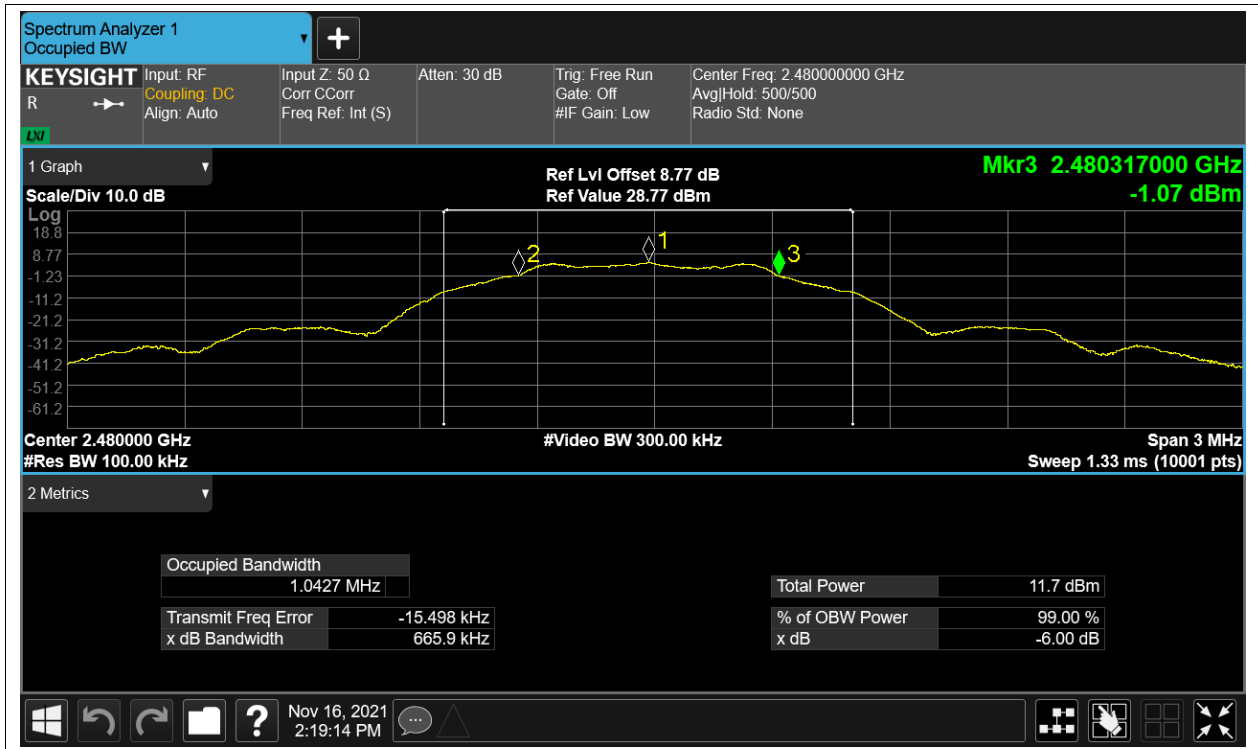 Spectrum Analyzer 1
Occupied BW
KEYSIGHT
R
LXI
Input: RF
Coupling: DC
Align: Auto
Input Z: 50 Ω
Corr CCorr
Freq Ref: Int (S)
Atten: 30 dB
Trig: Free Run
Gate: Off
#IF Gain: Low
Center Freq: 2.480000000 GHz
Avg|Hold: 500/500
Radio Std: None
1 Graph
Scale/Div 10.0 dB
Ref Lvl Offset 8.77 dB
Ref Value 28.77 dBm
Mkr3 2.480317000 GHz
-1.07 dBm
Log
18.8
8.77
-1.23
-11.2
-21.2
-31.2
-41.2
-51.2
-61.2
2
1
3
Center 2.480000 GHz
#Res BW 100.00 kHz
#Video BW 300.00 kHz
Span 3 MHz
Sweep 1.33 ms (10001 pts)
2 Metrics
Occupied Bandwidth
1.0427 MHz
Transmit Freq Error -15.498 kHz
x dB Bandwidth 665.9 kHz
Total Power 11.7 dBm
% of OBW Power 99.00 %
x dB -6.00 dB
?
Nov 16, 2021
2:19:14 PM